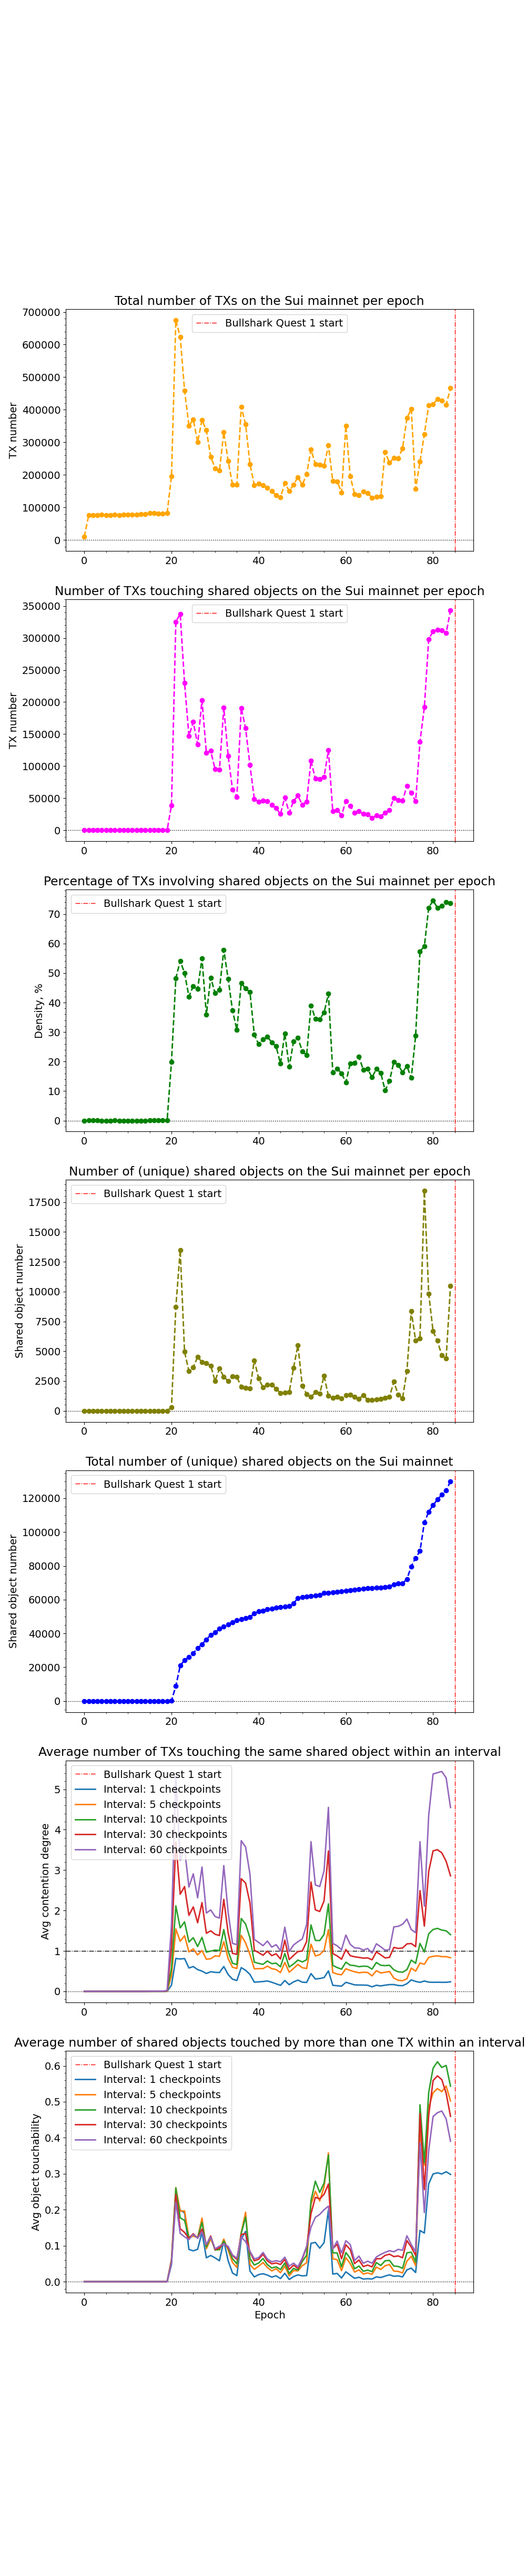 Total number of TXs on the Sui mainnet per epoch
Bullshark Quest 1 start
TX number
700000
600000
500000
400000
300000
200000
100000
0
0 20 40 60 80
Number of TXs touching shared objects on the Sui mainnet per epoch
Bullshark Quest 1 start
TX number
350000
300000
250000
200000
150000
100000
50000
0
0 20 40 60 80
Percentage of TXs involving shared objects on the Sui mainnet per epoch
Bullshark Quest 1 start
Density, %
70
60
50
40
30
20
10
0
0 20 40 60 80
Number of (unique) shared objects on the Sui mainnet per epoch
Bullshark Quest 1 start
Shared object number
17500
15000
12500
10000
7500
5000
2500
0
0 20 40 60 80
Total number of (unique) shared objects on the Sui mainnet
Bullshark Quest 1 start
Shared object number
120000
100000
80000
60000
40000
20000
0
0 20 40 60 80
Average number of TXs touching the same shared object within an interval
Bullshark Quest 1 start
Interval: 1 checkpoints
Interval: 5 checkpoints
Interval: 10 checkpoints
Interval: 30 checkpoints
Interval: 60 checkpoints
Avg contention degree
5
4
3
2
1
0
0 20 40 60 80
Average number of shared objects touched by more than one TX within an interval
Bullshark Quest 1 start
Interval: 1 checkpoints
Interval: 5 checkpoints
Interval: 10 checkpoints
Interval: 30 checkpoints
Interval: 60 checkpoints
Avg object touchability
0.6
0.5
0.4
0.3
0.2
0.1
0.0
0 20 40 60 80
Epoch